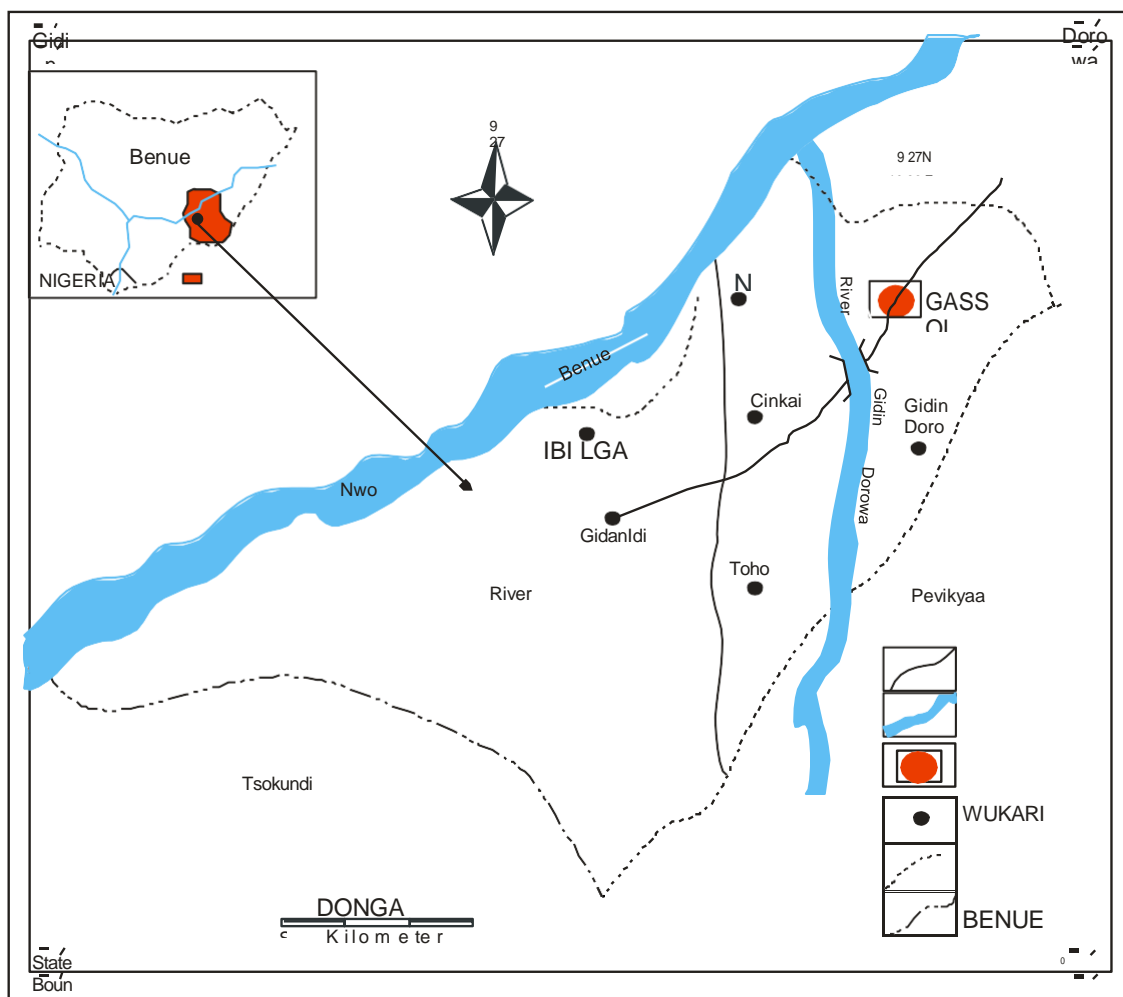 Gidi
Doro
wa
Benue
NIGERIA
9
27
9 27N
N
River
GASS
Benue
Cinkai
Gidin
Gidin
Doro
IBI LGA
Nwo
Dorowa
GidanIdi
Toho
River
Pevikyaa
Tsokundi
WUKARI
DONGA
Kilometer
BENUE
State
Boun
0